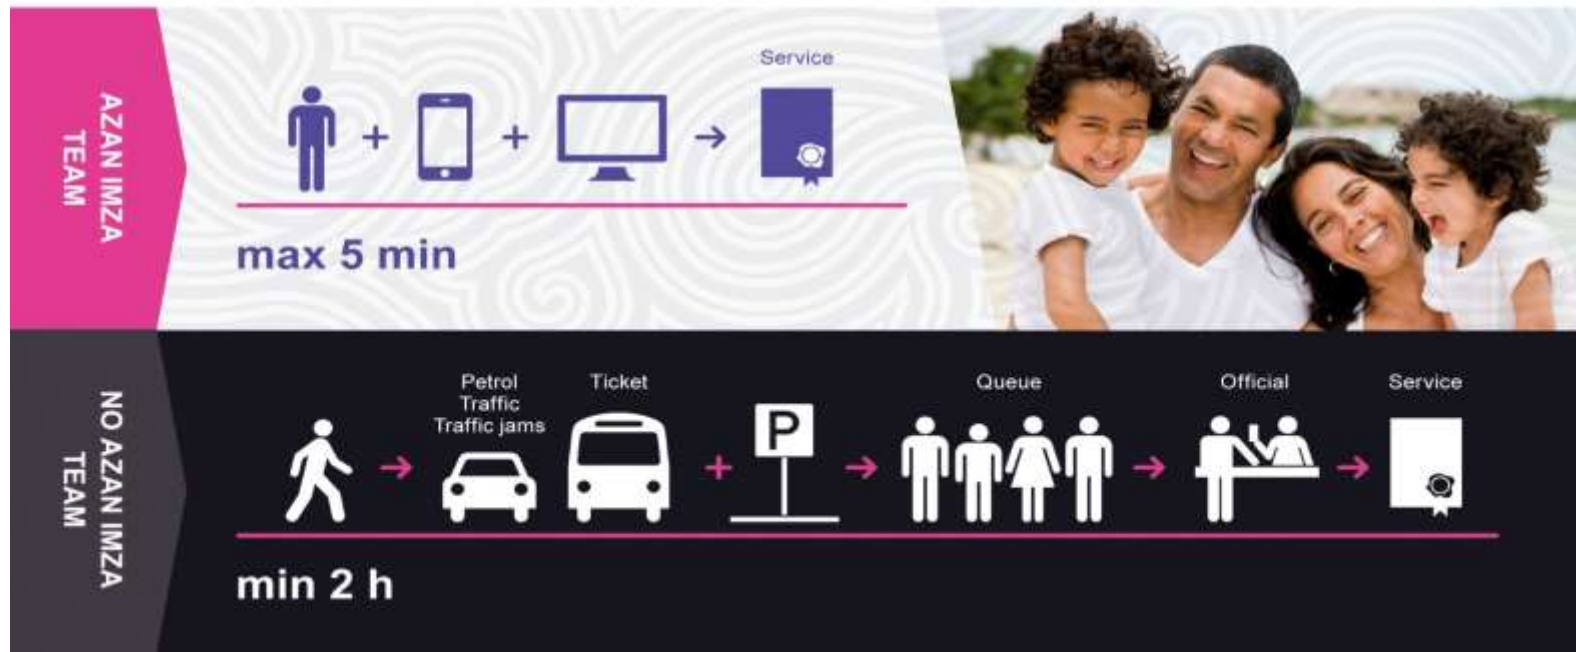 AZAN IMZA
TEAM
Service
max 5 min
NO AZAN IMZA
TEAM
Petrol
Traffic
Traffic jams
Ticket
P
Queue
Official
Service
min 2 h